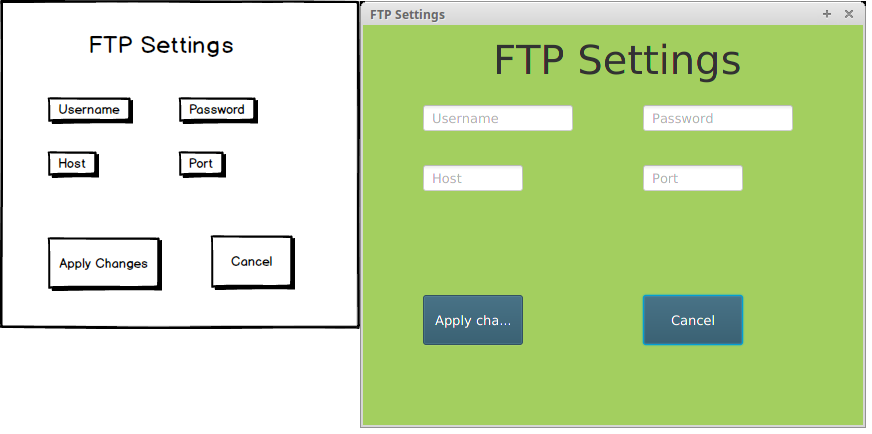 FTP Settings
Username Password
Host Port
Apply Changes Cancel
FTP Settings
FTP Settings
Username Password
Host Port
Apply cha... Cancel